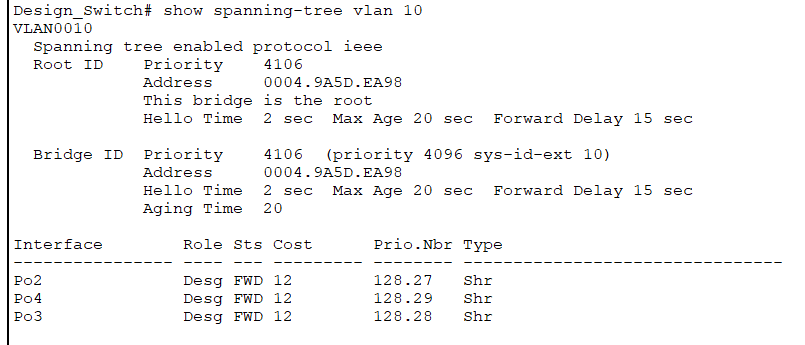 Design_Switch# show spanning-tree vlan 10
VLAN0010
  Spanning tree enabled protocol ieee
  Root ID    Priority    4106
             Address     0004.9A5D.EA98
             This bridge is the root
             Hello Time  2 sec  Max Age 20 sec  Forward Delay 15 sec

  Bridge ID  Priority    4106  (priority 4096 sys-id-ext 10)
             Address     0004.9A5D.EA98
             Hello Time  2 sec  Max Age 20 sec  Forward Delay 15 sec
             Aging Time  20

Interface        Role Sts Cost      Prio.Nbr Type
---------------- ---- --- --------- -------- --------------------------------
Po2              Desg FWD 12        128.27   Shr
Po4              Desg FWD 12        128.29   Shr
Po3              Desg FWD 12        128.28   Shr